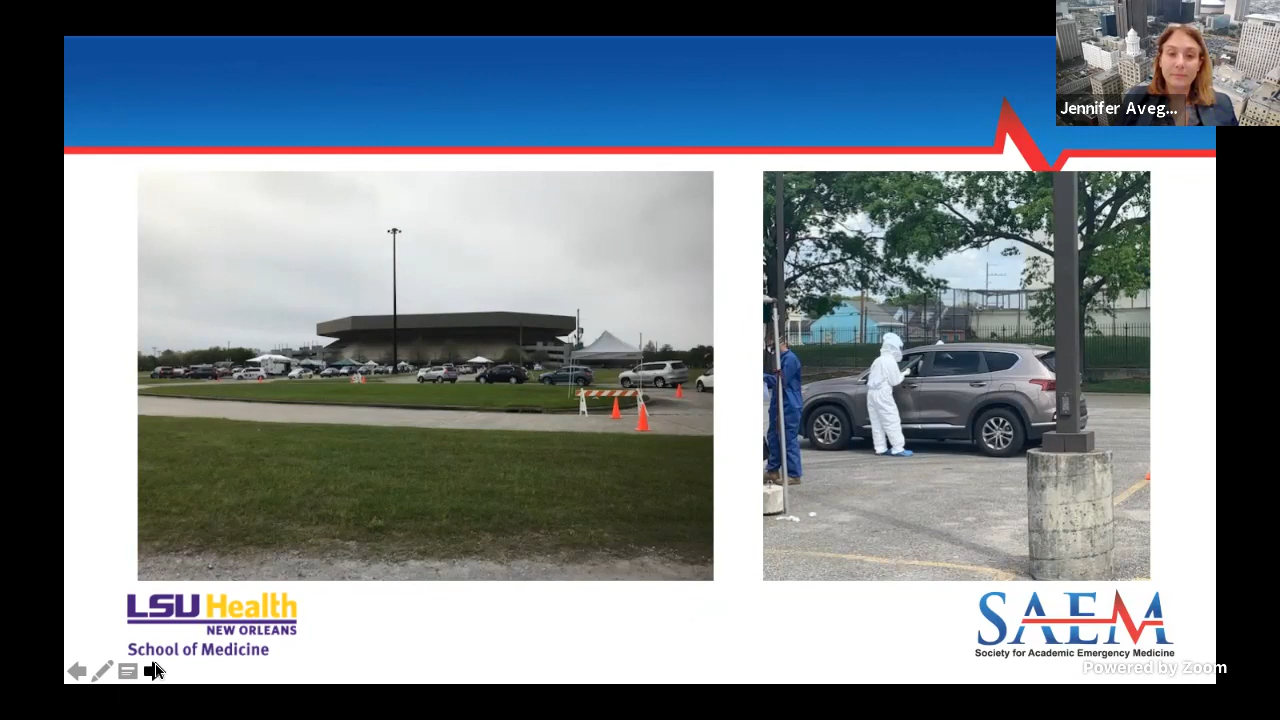 Jennifer Aveg...
LSU Health
NEW ORLEANS
School of Medicine
SAEM
Society for Academic Emergency Medicine
Powered by Zoom